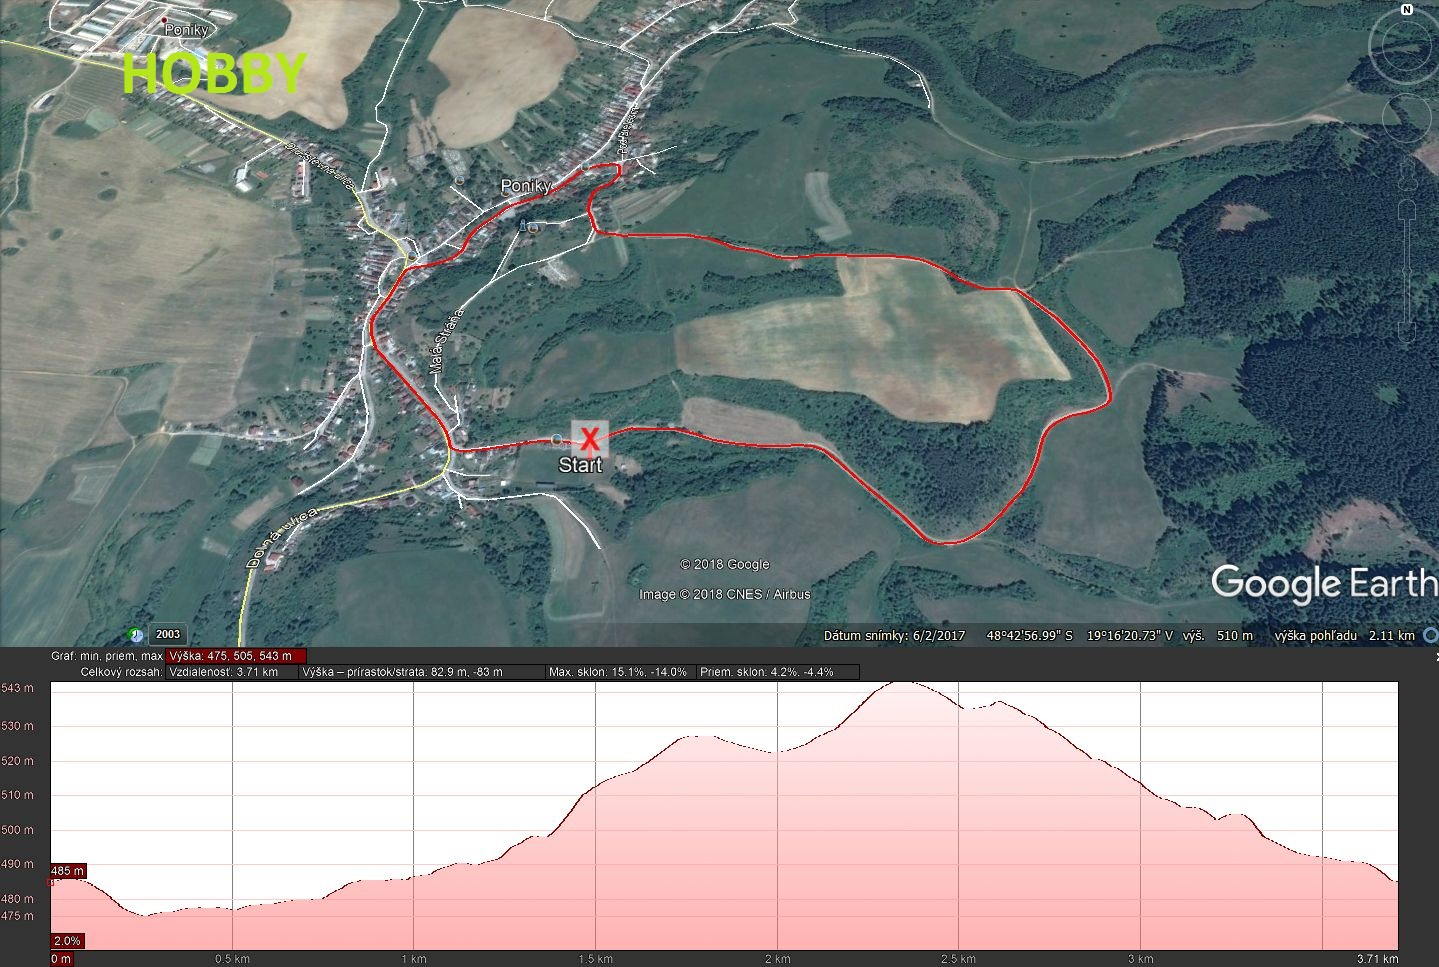 N
Poniky
HOBBY
Poniky
Malá Stráňa
X
Start
Dolná ulica
© 2018 Google
Image © 2018 CNES / Airbus
Google Earth
2003
Dátum snímky: 6/2/2017 48°42'56.99" S 19°16'20.73" V výš. 510 m výška pohľadu 2.11 km
Graf: min, priem, max Výška: 475, 505, 543 m
Celkový rozsah: Vzdialenosť: 3.71 km Výška – prírastok/strata: 82.9 m, -83 m Max. sklon: 15.1%, -14.0% Priem. sklon: 4.2%, -4.4%
543 m
530 m
520 m
510 m
500 m
490 m
485 m
480 m
475 m
2.0%
0 m 0.5 km 1 km 1.5 km 2 km 2.5 km 3 km 3.71 km